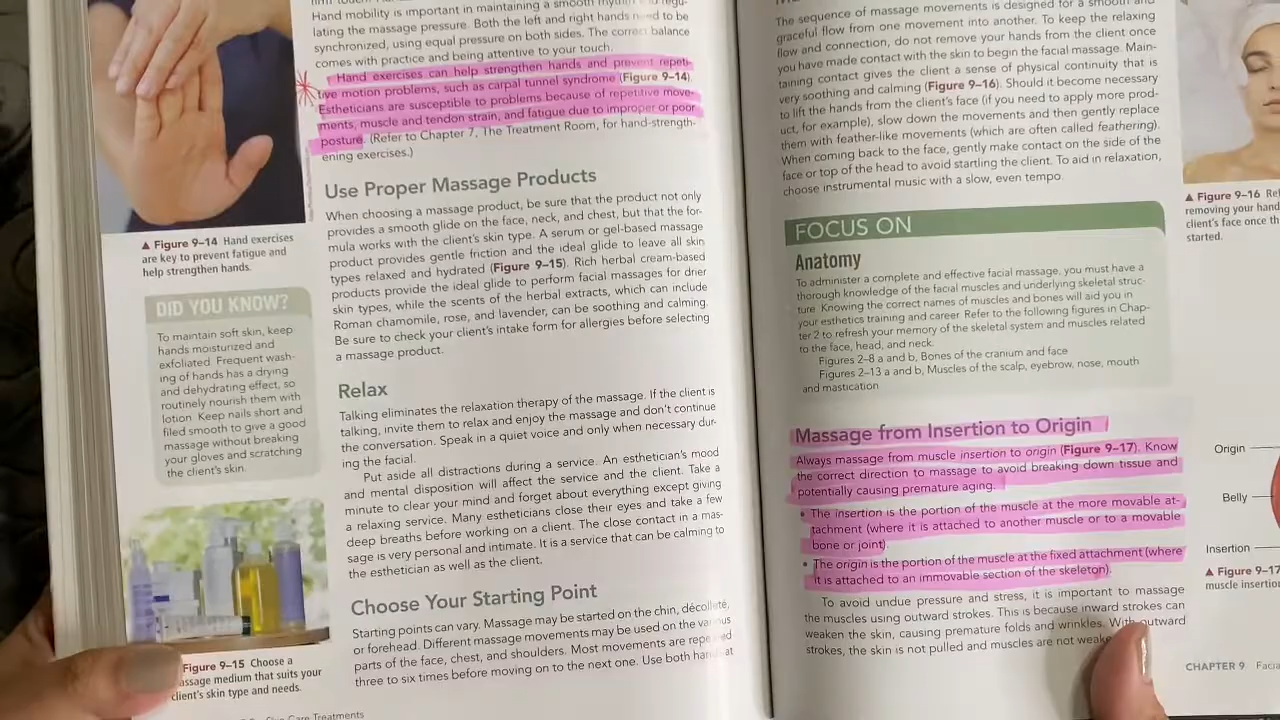 Hand mobility is important in maintaining a smooth rhythm and regu-
lating the massage pressure. Both the left and right hands need to be
synchronized, using equal pressure on both sides. The correct balance
comes with practice and being attentive to your touch.
Hand exercises can help strengthen hands and prevent repeti-
tive motion problems, such as carpal tunnel syndrome (Figure 9–14).
Estheticians are susceptible to problems because of repetitive move-
ments, muscle and tendon strain, and fatigue due to improper or poor
posture. (Refer to Chapter 7, The Treatment Room, for hand-strength-
ening exercises.)
▲ Figure 9–14 Hand exercises
are key to prevent fatigue and
help strengthen hands.
DID YOU KNOW?
To maintain soft skin, keep
hands moisturized and
exfoliated. Frequent wash-
ing of hands has a drying
and dehydrating effect, so
routinely nourish them with
lotion. Keep nails short and
filed smooth to give a good
massage without breaking
your gloves and scratching
the client's skin.
Figure 9–15 Choose a
massage medium that suits your
client's skin type and needs.
Use Proper Massage Products
When choosing a massage product, be sure that the product not only
provides a smooth glide on the face, neck, and chest, but that the for-
mula works with the client's skin type. A serum or gel-based massage
product provides gentle friction and the ideal glide to leave all skin
types relaxed and hydrated (Figure 9–15). Rich herbal cream-based
products provide the ideal glide to perform facial massages for drier
skin types, while the scents of the herbal extracts, which can include
Roman chamomile, rose, and lavender, can be soothing and calming.
Be sure to check your client's intake form for allergies before selecting
a massage product.
Relax
Talking eliminates the relaxation therapy of the massage. If the client is
talking, invite them to relax and enjoy the massage and don't continue
the conversation. Speak in a quiet voice and only when necessary dur-
ing the facial.
Put aside all distractions during a service. An esthetician's mood
and mental disposition will affect the service and the client. Take a
minute to clear your mind and forget about everything except giving
a relaxing service. Many estheticians close their eyes and take a few
deep breaths before working on a client. The close contact in a mas-
sage is very personal and intimate. It is a service that can be calming to
the esthetician as well as the client.
Choose Your Starting Point
Starting points can vary. Massage may be started on the chin, décolleté,
or forehead. Different massage movements may be used on the various
parts of the face, chest, and shoulders. Most movements are repeated
three to six times before moving on to the next one. Use both hands at
Skin Care Treatments
The sequence of massage movements is designed for a smooth and
graceful flow from one movement into another. To keep the relaxing
flow and connection, do not remove your hands from the client once
you have made contact with the skin to begin the facial massage. Main-
taining contact gives the client a sense of physical continuity that is
very soothing and calming (Figure 9–16). Should it become necessary
to lift the hands from the client's face (if you need to apply more prod-
uct, for example), slow down the movements and then gently replace
them with feather-like movements (which are often called feathering).
When coming back to the face, gently make contact on the side of the
face or top of the head to avoid startling the client. To aid in relaxation,
choose instrumental music with a slow, even tempo.
FOCUS ON
Anatomy
To administer a complete and effective facial massage, you must have a
thorough knowledge of the facial muscles and underlying skeletal struc-
ture. Knowing the correct names of muscles and bones will aid you in
your esthetics training and career. Refer to the following figures in Chap-
ter 2 to refresh your memory of the skeletal system and muscles related
to the face, head, and neck.
Figures 2–8 a and b, Bones of the cranium and face
Figures 2–13 a and b, Muscles of the scalp, eyebrow, nose, mouth
and mastication
Massage from Insertion to Origin
Always massage from muscle insertion to origin (Figure 9–17). Know
the correct direction to massage to avoid breaking down tissue and
potentially causing premature aging.
• The insertion is the portion of the muscle at the more movable at-
tachment (where it is attached to another muscle or to a movable
bone or joint).
• The origin is the portion of the muscle at the fixed attachment (where
it is attached to an immovable section of the skeleton).
To avoid undue pressure and stress, it is important to massage
the muscles using outward strokes. This is because inward strokes can
weaken the skin, causing premature folds and wrinkles. With outward
strokes, the skin is not pulled and muscles are not
▲ Figure 9–16
removing your
client's face once
started.
Origin
Belly
Insertion
▲ Figure 9–17
muscle
CHAPTER 9